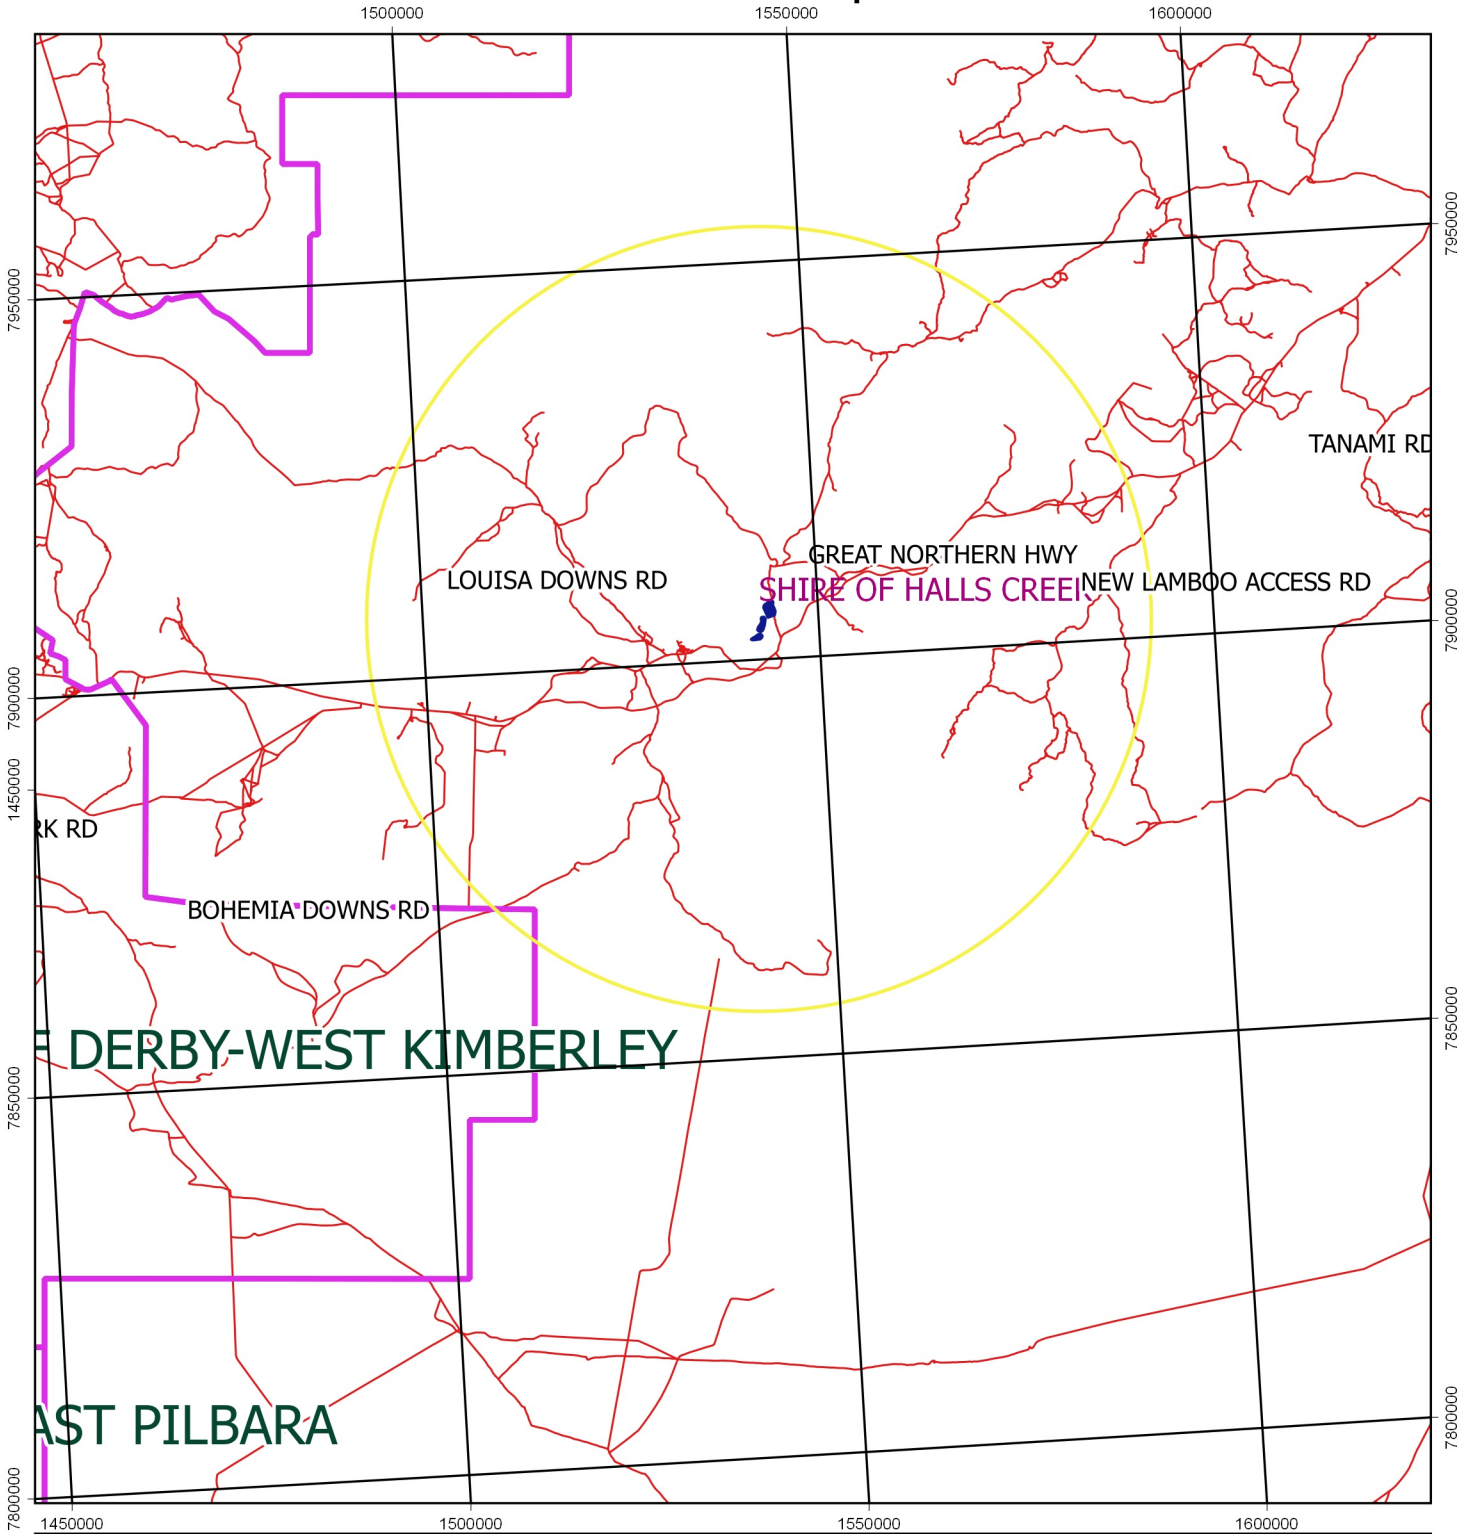 1500000 1550000 1600000
7950000
7950000
TANAMI RD
GREAT NORTHERN HWY
LOUISA DOWNS RD
SHIRE OF HALLS CREEK
NEW LAMBOO ACCESS RD
7900000
7900000
1450000
RK RD
BOHEMIA DOWNS RD
7850000
DERBY-WEST KIMBERLEY
7850000
7800000
AST PILBARA
7800000
1450000 1500000 1550000 1600000